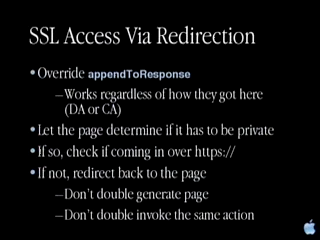 SSL Access Via Redirection
• Override appendToResponse
– Works regardless of how they got here
(DA or CA)
• Let the page determine if it has to be private
• If so, check if coming in over https://
• If not, redirect back to the page
– Don't double generate page
– Don't double invoke the same action